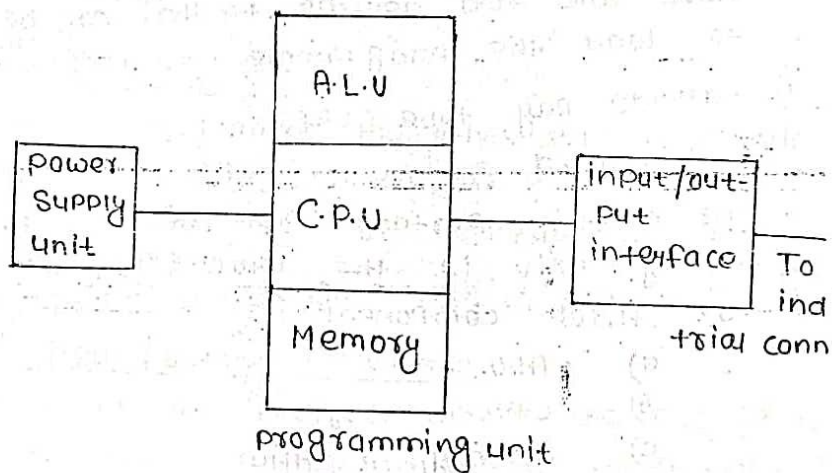 A.L.U
power
supply
unit
C.P.U
input/out-
put
interface
To
ind
trial conn
Memory
programming unit